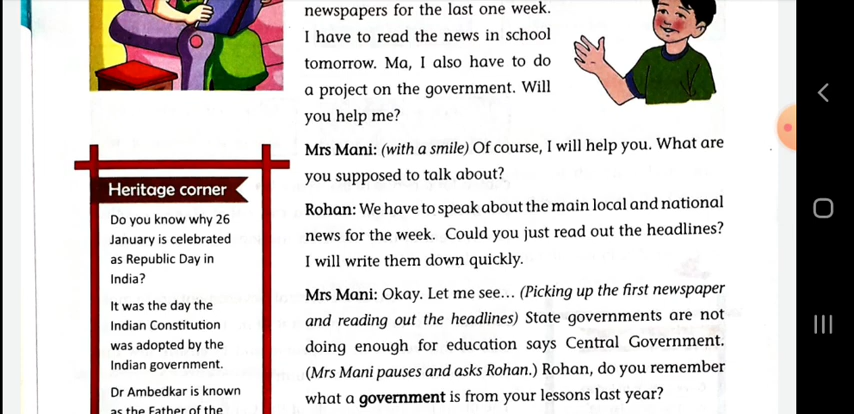 newspapers for the last one week.
I have to read the news in school
tomorrow. Ma, I also have to do
a project on the government. Will
you help me?
Mrs Mani: (with a smile) Of course, I will help you. What are
you supposed to talk about?
Rohan: We have to speak about the main local and national
news for the week. Could you just read out the headlines?
I will write them down quickly.
Mrs Mani: Okay. Let me see... (Picking up the first newspaper
and reading out the headlines) State governments are not
doing enough for education says Central Government.
(Mrs Mani pauses and asks Rohan.) Rohan, do you remember
what a government is from your lessons last year?
Heritage corner
Do you know why 26
January is celebrated
as Republic Day in
India?
It was the day the
Indian Constitution
was adopted by the
Indian government.
Dr Ambedkar is known
as the Father of the